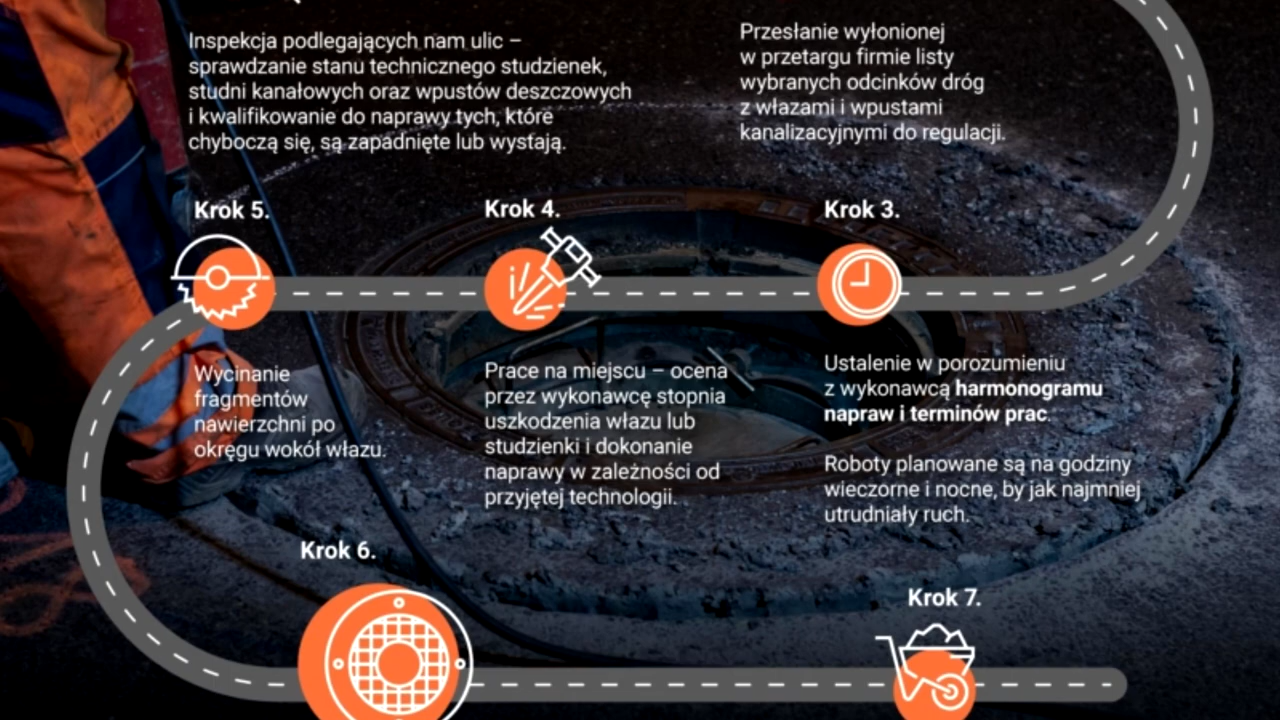 Inspekcja podlegających nam ulic –
sprawdzanie stanu technicznego studzienek,
studni kanałowych oraz wpustów deszczowych
i kwalifikowanie do naprawy tych, które
chyboczą się, są zapadnięte lub wystają.
Przesłanie wyłonionej
w przetargu firmie listy
wybranych odcinków dróg
z włazami i wpustami
kanalizacyjnymi do regulacji.
Krok 3.
Ustalenie w porozumieniu
z wykonawcą harmonogramu
napraw i terminów prac.
Roboty planowane są na godziny
wieczorne i nocne, by jak najmniej
utrudniały ruch.
Krok 4.
Prace na miejscu – ocena
przez wykonawcę stopnia
uszkodzenia włazu lub
studzienki i dokonanie
naprawy w zależności od
przyjętej technologii.
Krok 5.
Wycinanie
fragmentów
nawierzchni po
okręgu wokół włazu.
Krok 6.
Krok 7.